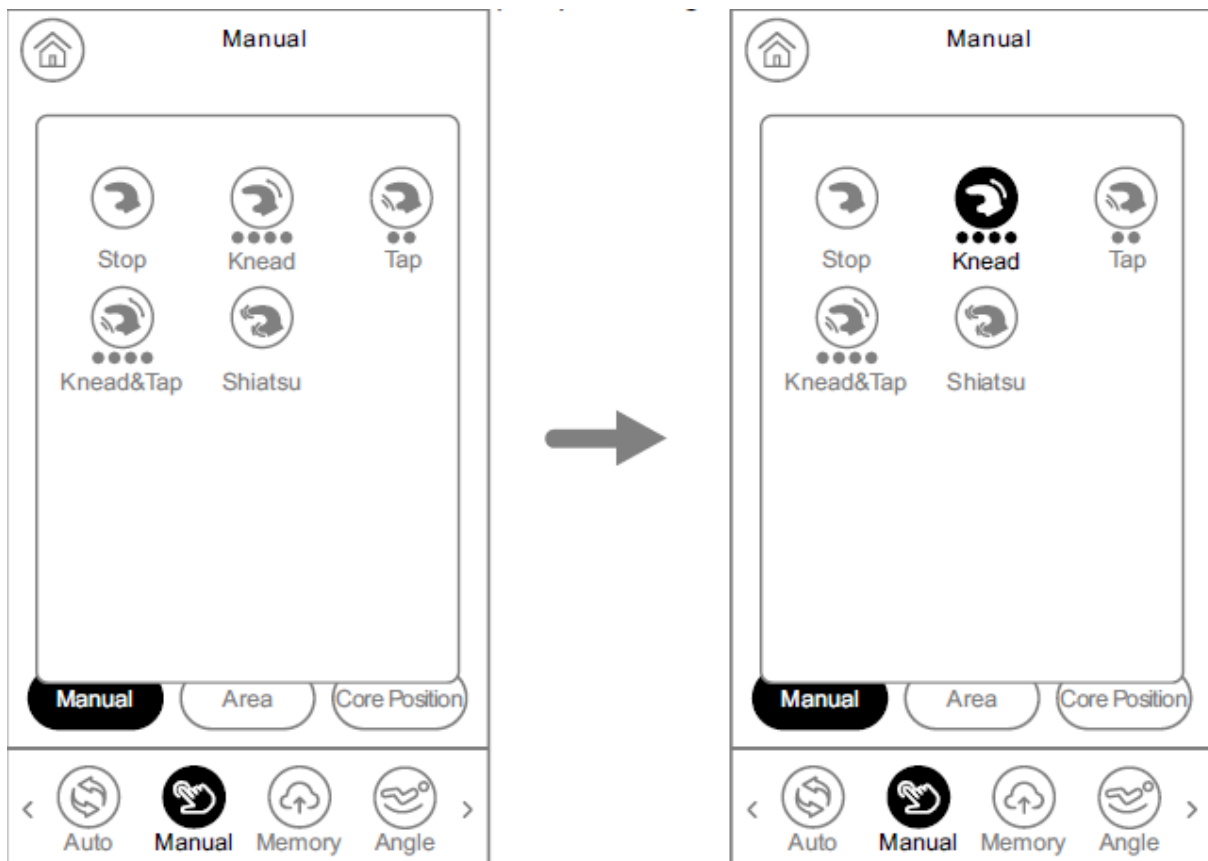 Manual
Stop Knead Tap
Knead&Tap Shiatsu
Manual Area Core Position
Auto Manual Memory Angle
Manual
Stop Knead Tap
Knead&Tap Shiatsu
Manual Area Core Position
Auto Manual Memory Angle